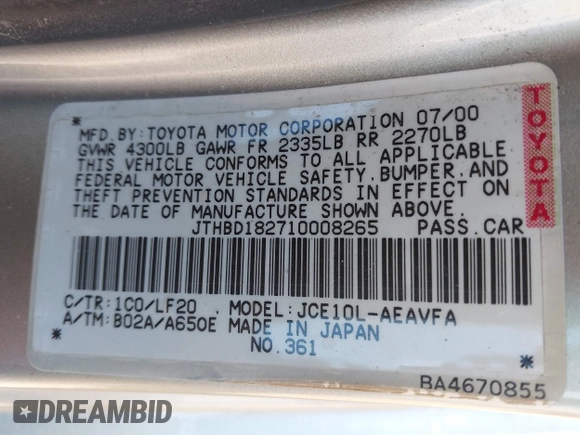 MFD.BY:TOYOTA MOTOR CORPORATION 07/00
GVWR 4300LB GAWR FR 2335LB RR 2270LB
THIS VEHICLE CONFORMS TO ALL APPLICABLE
FEDERAL MOTOR VEHICLE SAFETY,BUMPER,AND
THEFT PREVENTION STANDARDS IN EFFECT ON
THE DATE OF MANUFACTURE SHOWN ABOVE.
JTHBD182710008265 PASS.CAR
TOYOTA
C/TR:1C0/LF20 . MODEL:JCE10L-AEAVFA
A/TM:B02A/A650E MADE IN JAPAN
NO.361
BA4670855
DREAMBID